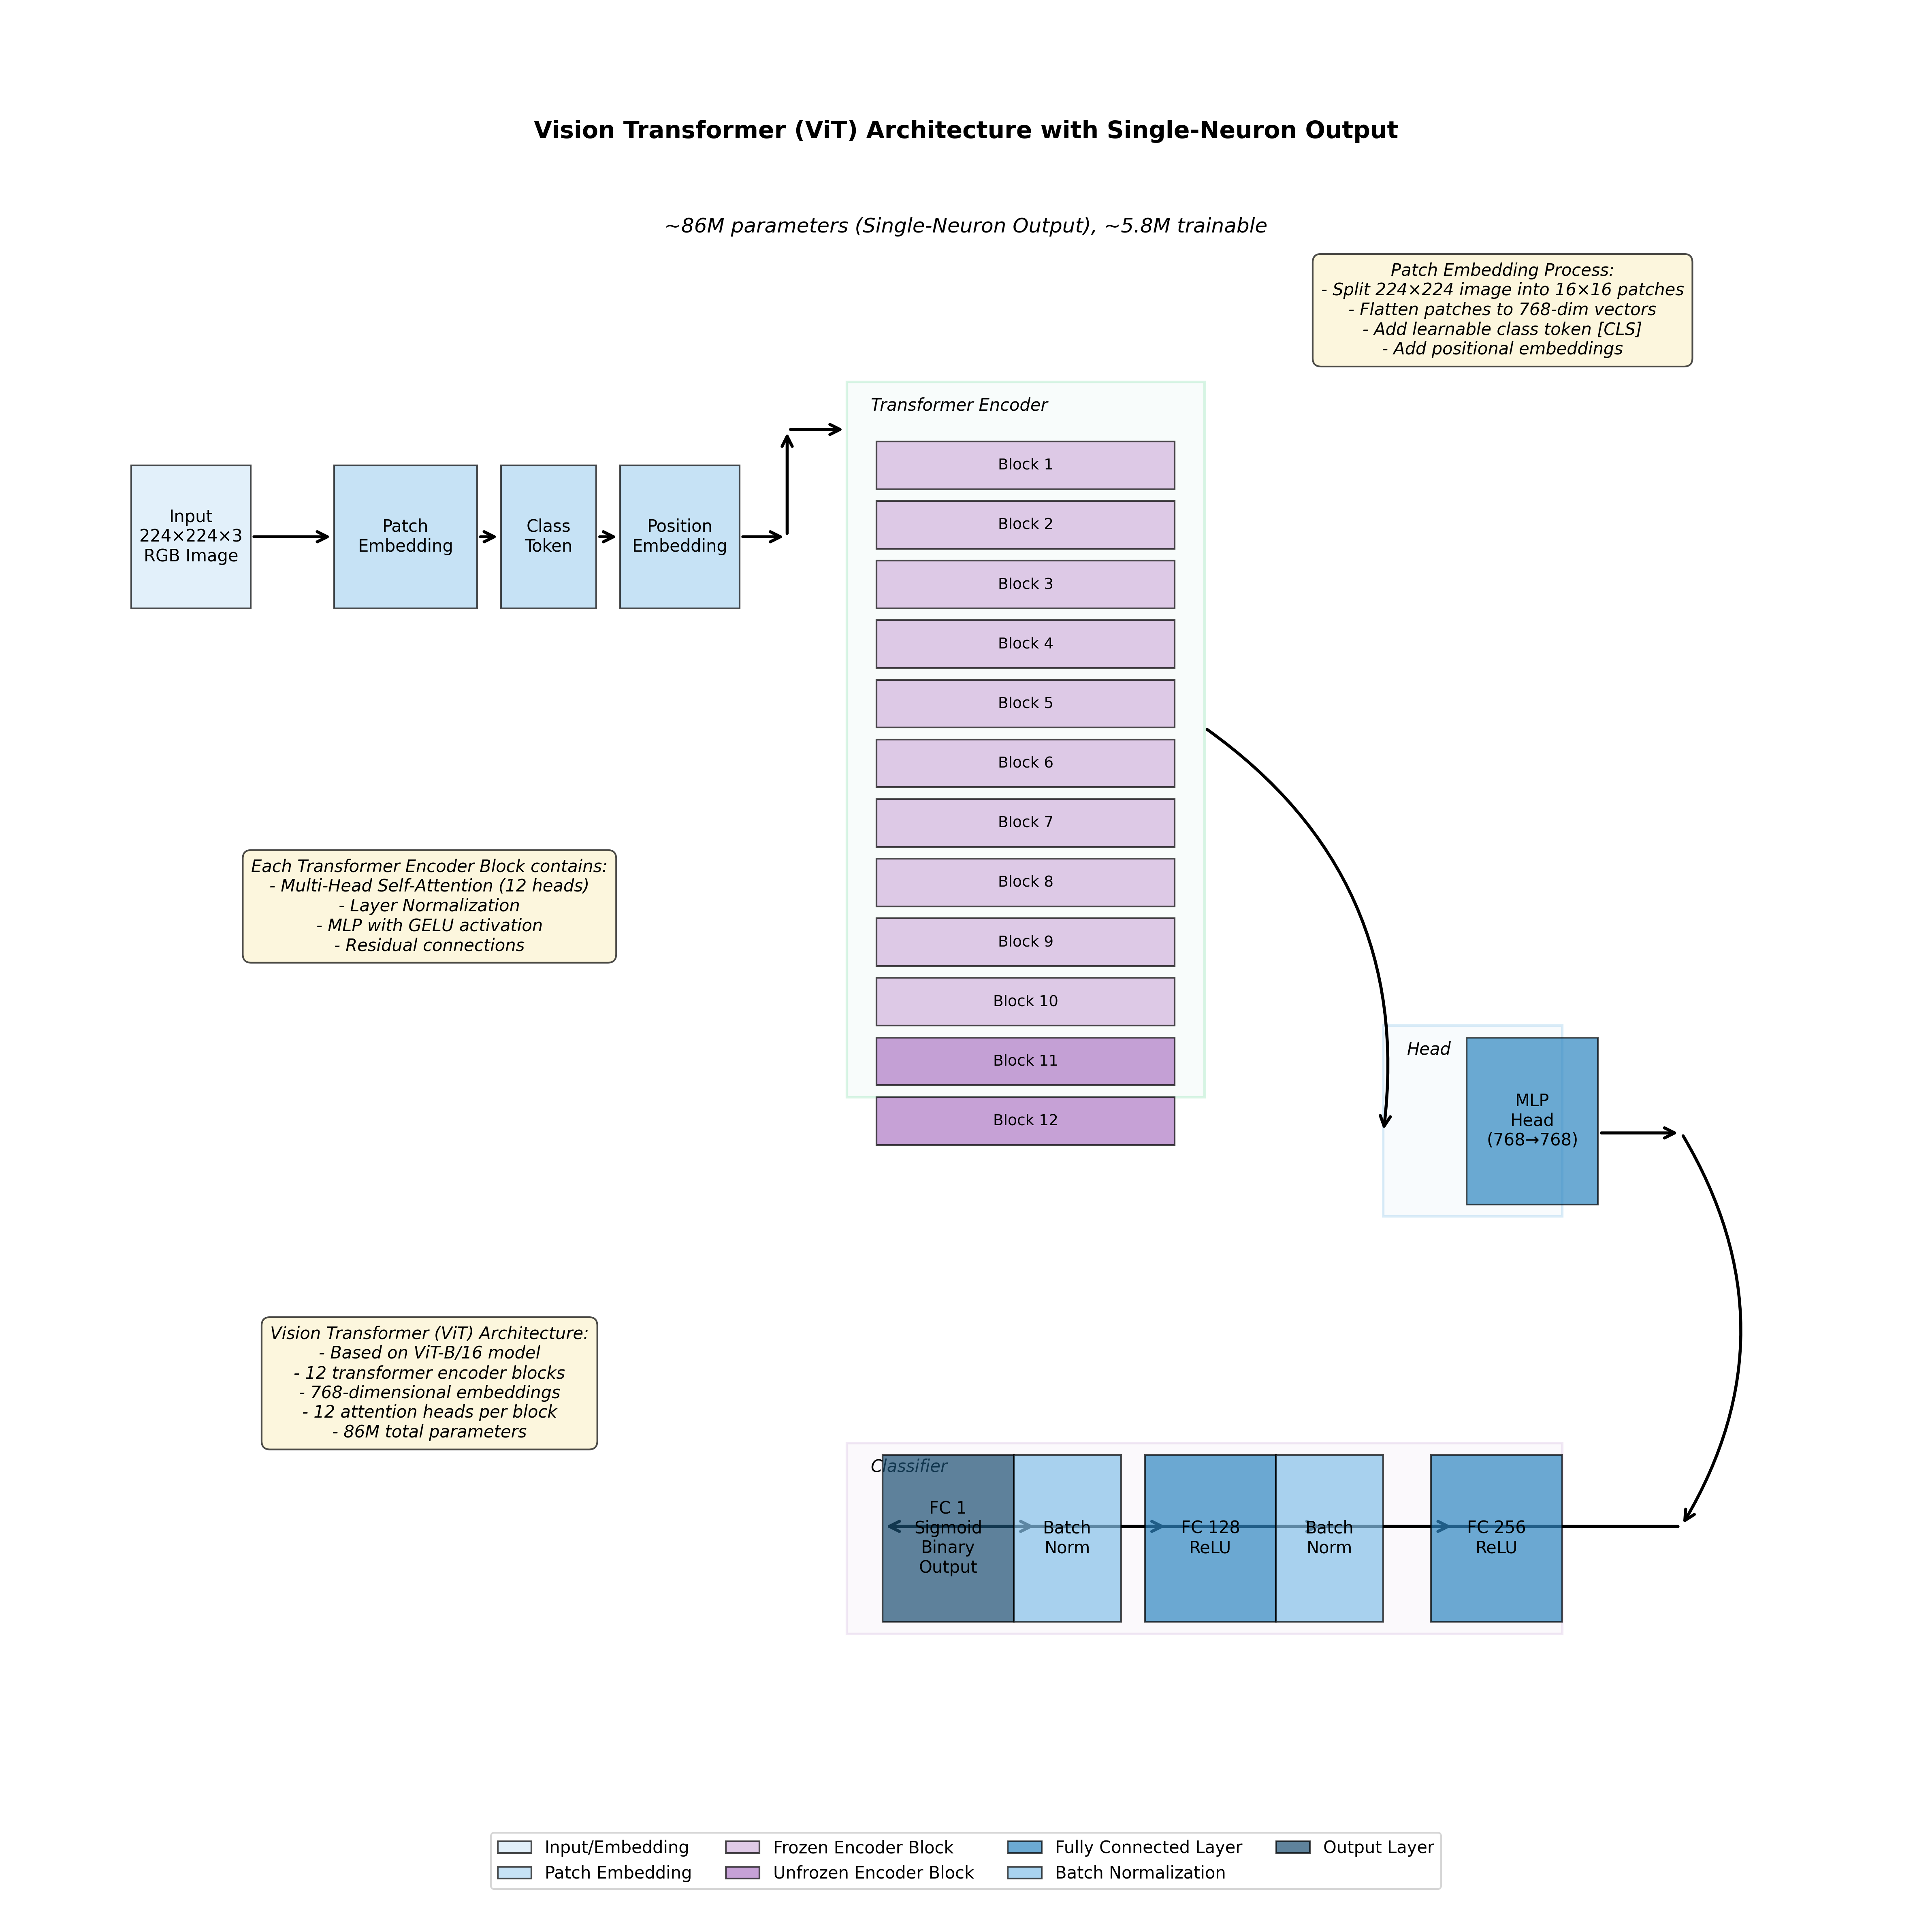 Vision Transformer (ViT) Architecture with Single-Neuron Output
~86M parameters (Single-Neuron Output), ~5.8M trainable
Patch Embedding Process:
- Split 224×224 image into 16×16 patches
- Flatten patches to 768-dim vectors
- Add learnable class token [CLS]
- Add positional embeddings
Input
224×224×3
RGB Image
Patch
Embedding
Class
Token
Position
Embedding
Transformer Encoder
Block 1
Block 2
Block 3
Block 4
Block 5
Block 6
Block 7
Block 8
Block 9
Block 10
Block 11
Block 12
Each Transformer Encoder Block contains:
- Multi-Head Self-Attention (12 heads)
- Layer Normalization
- MLP with GELU activation
- Residual connections
Head
MLP
Head
(768→768)
Vision Transformer (ViT) Architecture:
- Based on ViT-B/16 model
- 12 transformer encoder blocks
- 768-dimensional embeddings
- 12 attention heads per block
- 86M total parameters
Classifier
FC 1
Sigmoid
Binary
Output
Batch
Norm
FC 128
ReLU
Batch
Norm
FC 256
ReLU
Input/Embedding
Patch Embedding
Frozen Encoder Block
Unfrozen Encoder Block
Fully Connected Layer
Batch Normalization
Output Layer